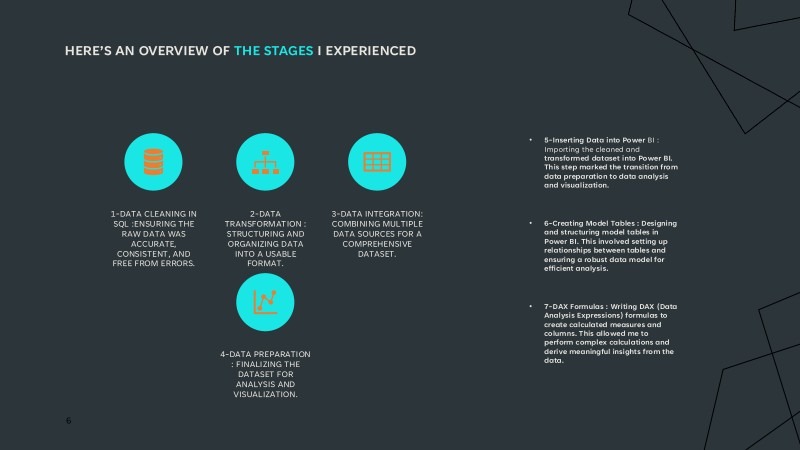 HERE'S AN OVERVIEW OF THE STAGES I EXPERIENCED
1-DATA CLEANING IN
SQL :ENSURING THE
RAW DATA WAS
ACCURATE,
CONSISTENT, AND
FREE FROM ERRORS.
2-DATA
TRANSFORMATION :
STRUCTURING AND
ORGANIZING DATA
INTO A USABLE
FORMAT.
3-DATA INTEGRATION:
COMBINING MULTIPLE
DATA SOURCES FOR A
COMPREHENSIVE
DATASET.
4-DATA PREPARATION
: FINALIZING THE
DATASET FOR
ANALYSIS AND
VISUALIZATION.
• 5-Inserting Data into Power BI :
Importing the cleaned and
transformed dataset into Power BI.
This step marked the transition from
data preparation to data analysis
and visualization.
• 6-Creating Model Tables : Designing
and structuring model tables in
Power BI. This involved setting up
relationships between tables and
ensuring a robust data model for
efficient analysis.
• 7-DAX Formulas : Writing DAX (Data
Analysis Expressions) formulas to
create calculated measures and
columns. This allowed me to
perform complex calculations and
derive meaningful insights from the
data.
6